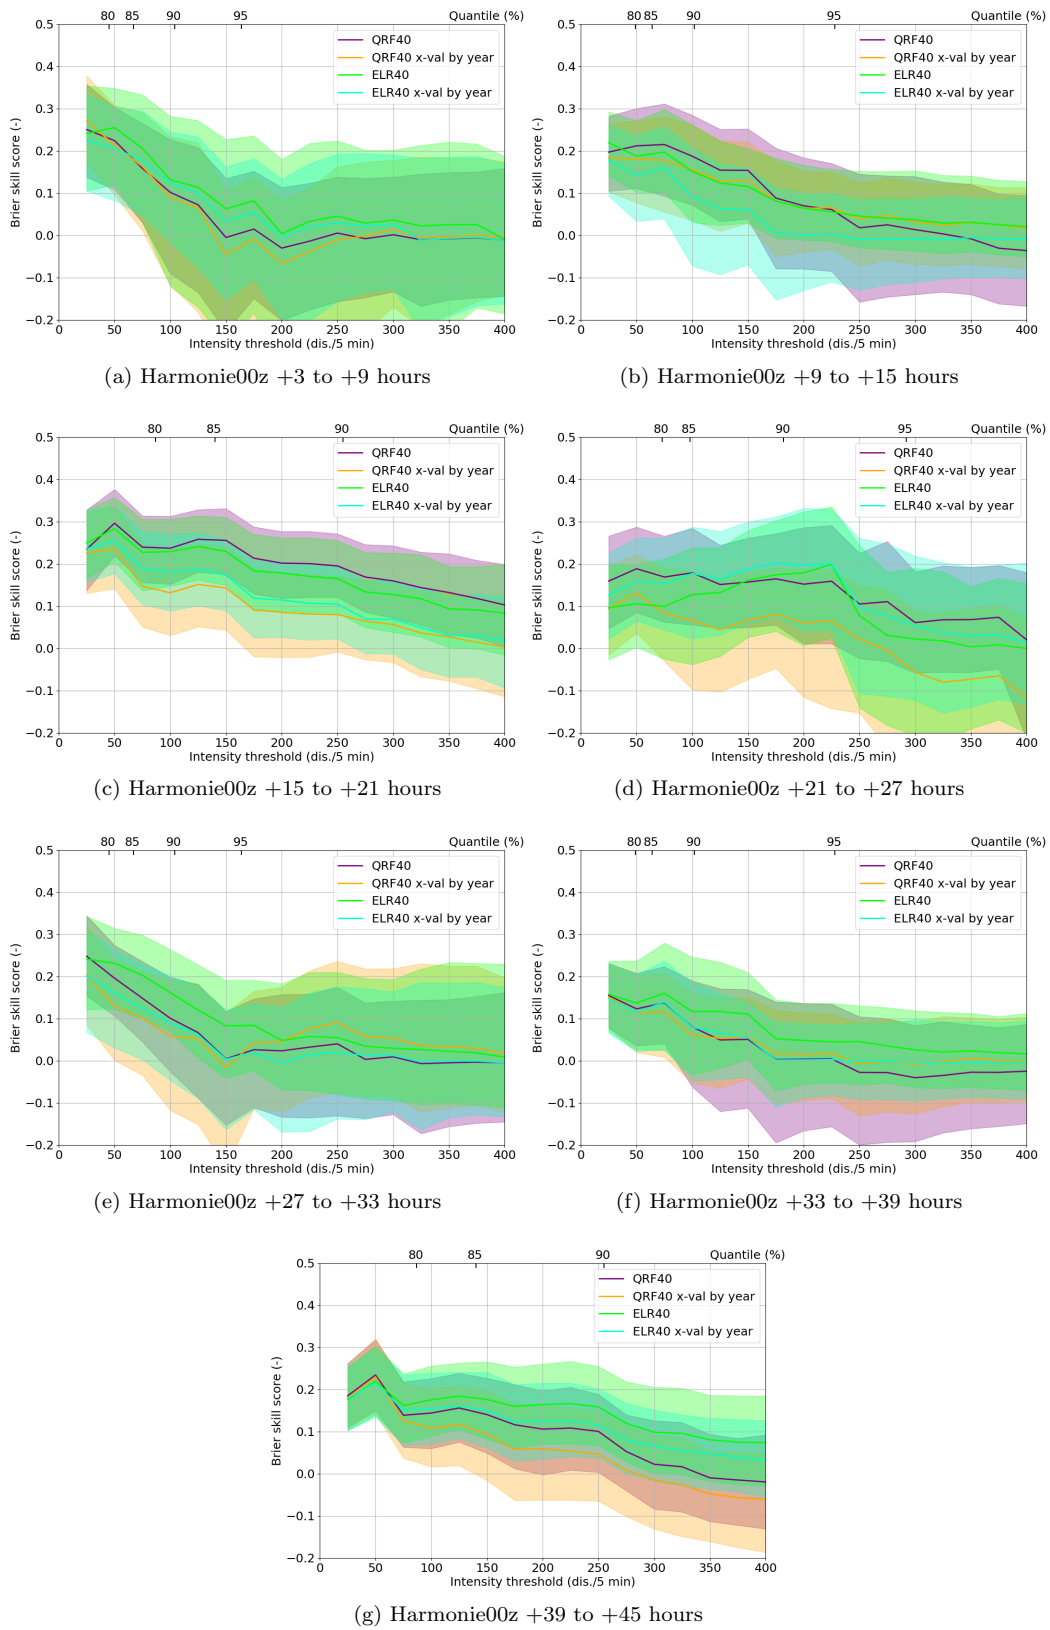 80 85 90 95 Quantile (%)
80 85 90 95 Quantile (%)
0.5
0.4
0.3
0.2
0.1
0.0
−0.1
−0.2
Brier skill score (-)
QRF40
QRF40 x-val by year
ELR40
ELR40 x-val by year
0 50 100 150 200 250 300 350 400
Intensity threshold (dis./5 min)
(a) Harmonie00z +3 to +9 hours
0.5
0.4
0.3
0.2
0.1
0.0
−0.1
−0.2
Brier skill score (-)
QRF40
QRF40 x-val by year
ELR40
ELR40 x-val by year
0 50 100 150 200 250 300 350 400
Intensity threshold (dis./5 min)
(b) Harmonie00z +9 to +15 hours
80 85 90 Quantile (%)
0.5
0.4
0.3
0.2
0.1
0.0
−0.1
−0.2
Brier skill score (-)
QRF40
QRF40 x-val by year
ELR40
ELR40 x-val by year
0 50 100 150 200 250 300 350 400
Intensity threshold (dis./5 min)
(c) Harmonie00z +15 to +21 hours
80 85 90 95 Quantile (%)
0.5
0.4
0.3
0.2
0.1
0.0
−0.1
−0.2
Brier skill score (-)
QRF40
QRF40 x-val by year
ELR40
ELR40 x-val by year
0 50 100 150 200 250 300 350 400
Intensity threshold (dis./5 min)
(d) Harmonie00z +21 to +27 hours
80 85 90 95 Quantile (%)
0.5
0.4
0.3
0.2
0.1
0.0
−0.1
−0.2
Brier skill score (-)
QRF40
QRF40 x-val by year
ELR40
ELR40 x-val by year
0 50 100 150 200 250 300 350 400
Intensity threshold (dis./5 min)
(e) Harmonie00z +27 to +33 hours
80 85 90 95 Quantile (%)
0.5
0.4
0.3
0.2
0.1
0.0
−0.1
−0.2
Brier skill score (-)
QRF40
QRF40 x-val by year
ELR40
ELR40 x-val by year
0 50 100 150 200 250 300 350 400
Intensity threshold (dis./5 min)
(f) Harmonie00z +33 to +39 hours
80 85 90 Quantile (%)
0.5
0.4
0.3
0.2
0.1
0.0
−0.1
−0.2
Brier skill score (-)
QRF40
QRF40 x-val by year
ELR40
ELR40 x-val by year
0 50 100 150 200 250 300 350 400
Intensity threshold (dis./5 min)
(g) Harmonie00z +39 to +45 hours